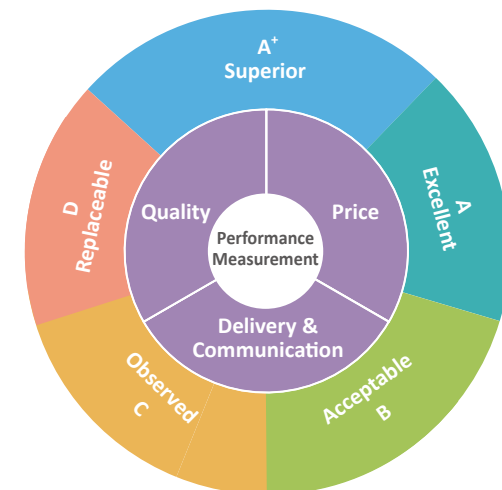 A⁺
Superior
A
Excellent
Acceptable
B
Observed
C
D
Replaceable
Quality
Price
Delivery &
Communication
Performance
Measurement